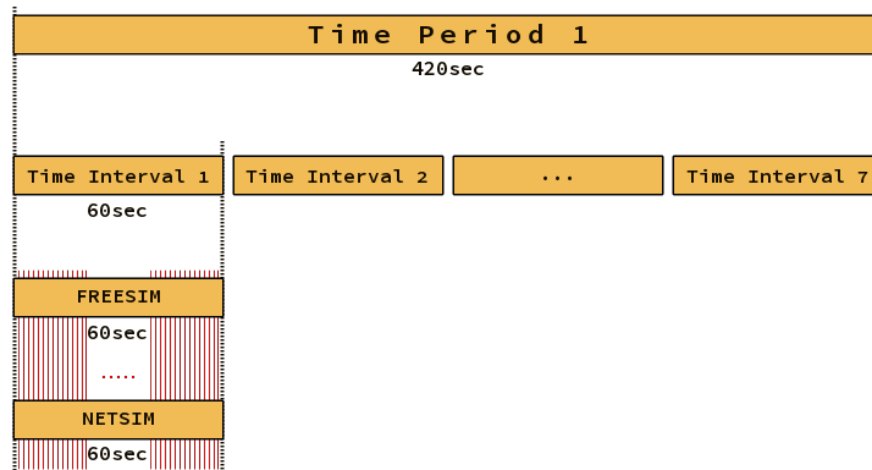 Time Period 1
420sec
Time Interval 1 Time Interval 2 ... Time Interval 7
60sec
FREESIM
60sec
.....
NETSIM
60sec